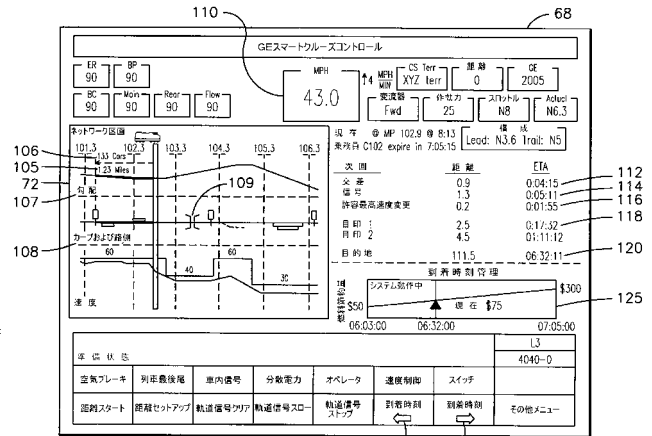 110
68
GEスマートクルーズコントロール
ER
90
BP
90
BC
90
Main
90
Rear
90
Flow
90
MPH
43.0
4 MPH
MIN
CS Terr
XYZ terr
距離
0
GE
2005
変流器
Fwd
作せ力
25
スロットル
N8
Actual
N6.3
ネットワーク区画
現在 @ MP 102.9 @ 8:13
乗務員 C102 expire in 7:05:15
構成
Lead: N3.6 Trail: N5
101.3 102.3 103.3 104.3 105.3 106.3
133 Cars
1.23 Miles
106
105
72
107
108
109
勾配
カーブおよび路側
60
40
60
30
速度
次回 距離 ETA
交差 0.9 0:04:15
信号 1.3 0:05:11
許容最高速度変更 0.2 0:01:55
目印 1 2.5 0:17:32
目印 2 4.5 01:11:12
目的地 111.5 06:32:11
112
114
116
118
120
到着時刻管理
システム動作中
$50
現在 $75
$300
125
06:03:00 06:32:00 07:05:00
準備状態
L3
4040-0
空気ブレーキ 列車最後尾 車内信号 分散電力 オペレータ 速度制御 スイッチ
距離スタート 距離セットアップ 軌道信号クリア 軌道信号スロー 軌道信号ストップ 到着時刻 到着時刻 その他メニュー